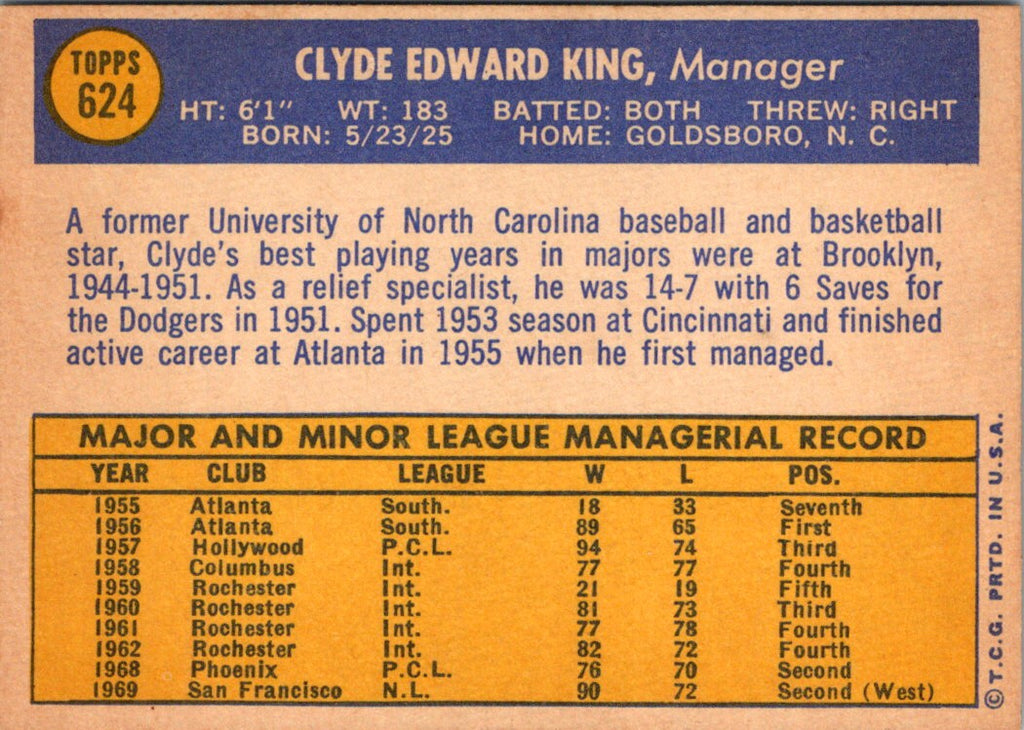 TOPPS
624
CLYDE EDWARD KING, Manager
HT: 6'1" WT: 183 BATTED: BOTH THREW: RIGHT
BORN: 5/23/25 HOME: GOLDSBORO, N. C.
A former University of North Carolina baseball and basketball
star, Clyde's best playing years in majors were at Brooklyn,
1944-1951. As a relief specialist, he was 14-7 with 6 Saves for
the Dodgers in 1951. Spent 1953 season at Cincinnati and finished
active career at Atlanta in 1955 when he first managed.
MAJOR AND MINOR LEAGUE MANAGERIAL RECORD
YEAR CLUB LEAGUE W L POS.
1955 Atlanta South. 18 33 Seventh
1956 Atlanta South. 89 65 First
1957 Hollywood P.C.L. 94 74 Third
1958 Columbus Int. 77 77 Fourth
1959 Rochester Int. 21 19 Fifth
1960 Rochester Int. 81 73 Third
1961 Rochester Int. 77 78 Fourth
1962 Rochester Int. 82 72 Fourth
1968 Phoenix P.C.L. 76 70 Second
1969 San Francisco N.L. 90 72 Second (West)
©T.C.G. PRTD. IN U.S.A.